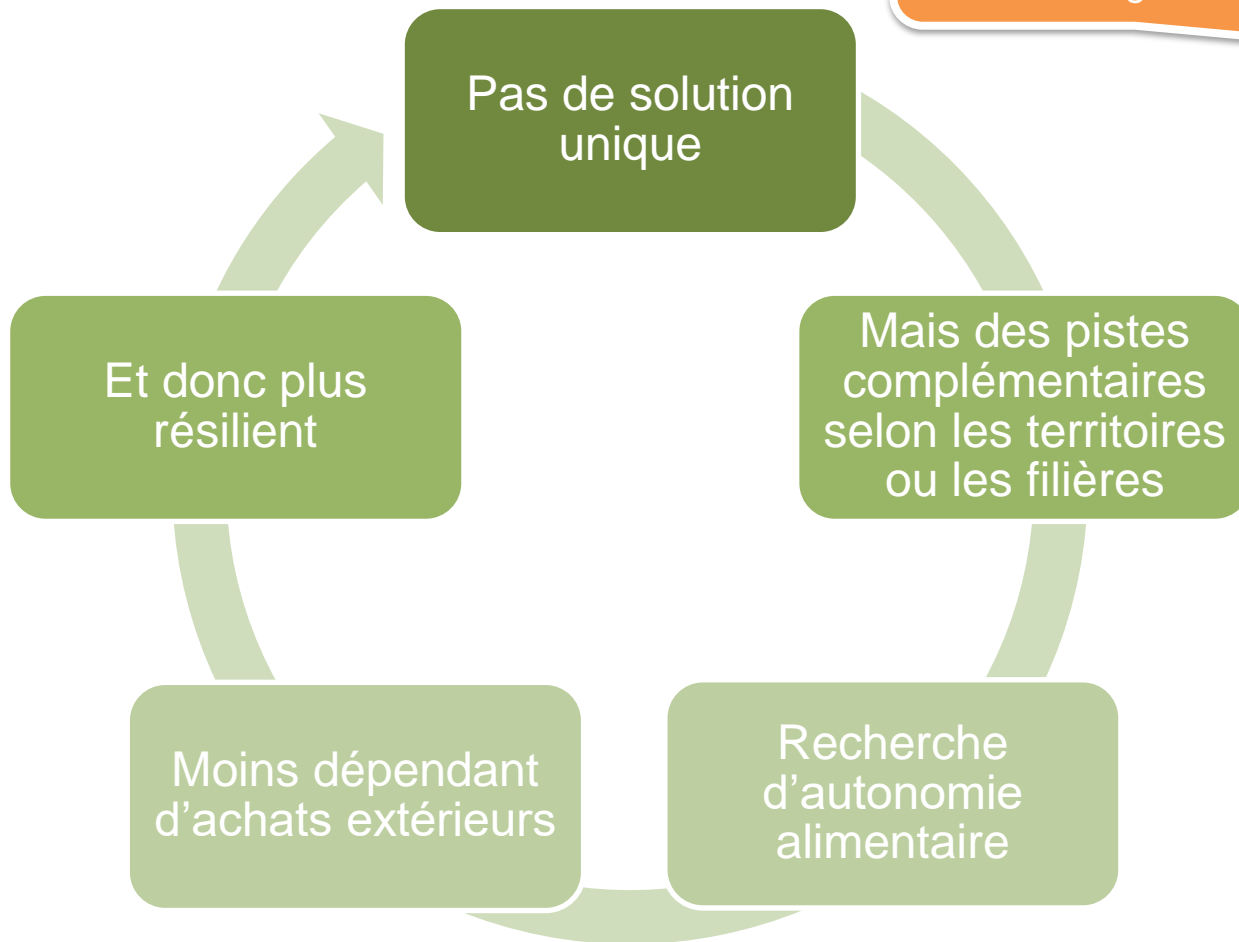 Pas de solution
unique
Mais des pistes
complémentaires
selon les territoires
ou les filières
Recherche
d’autonomie
alimentaire
Moins dépendant
d’achats extérieurs
Et donc plus
résilient